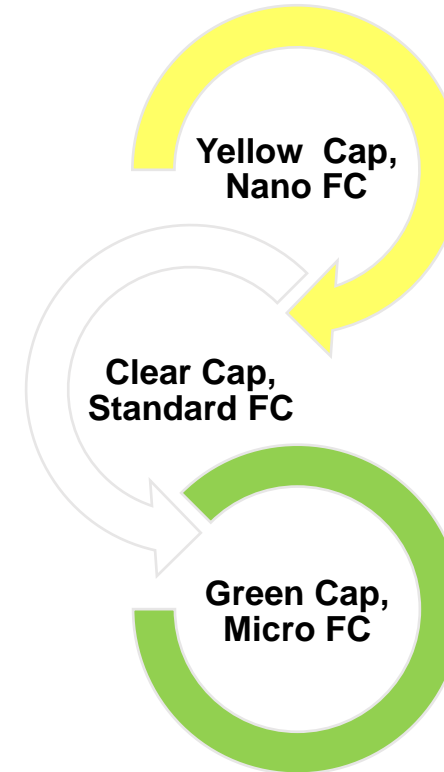 Yellow  Cap,
Nano FC
Clear Cap,
Standard FC
Green Cap,
Micro FC